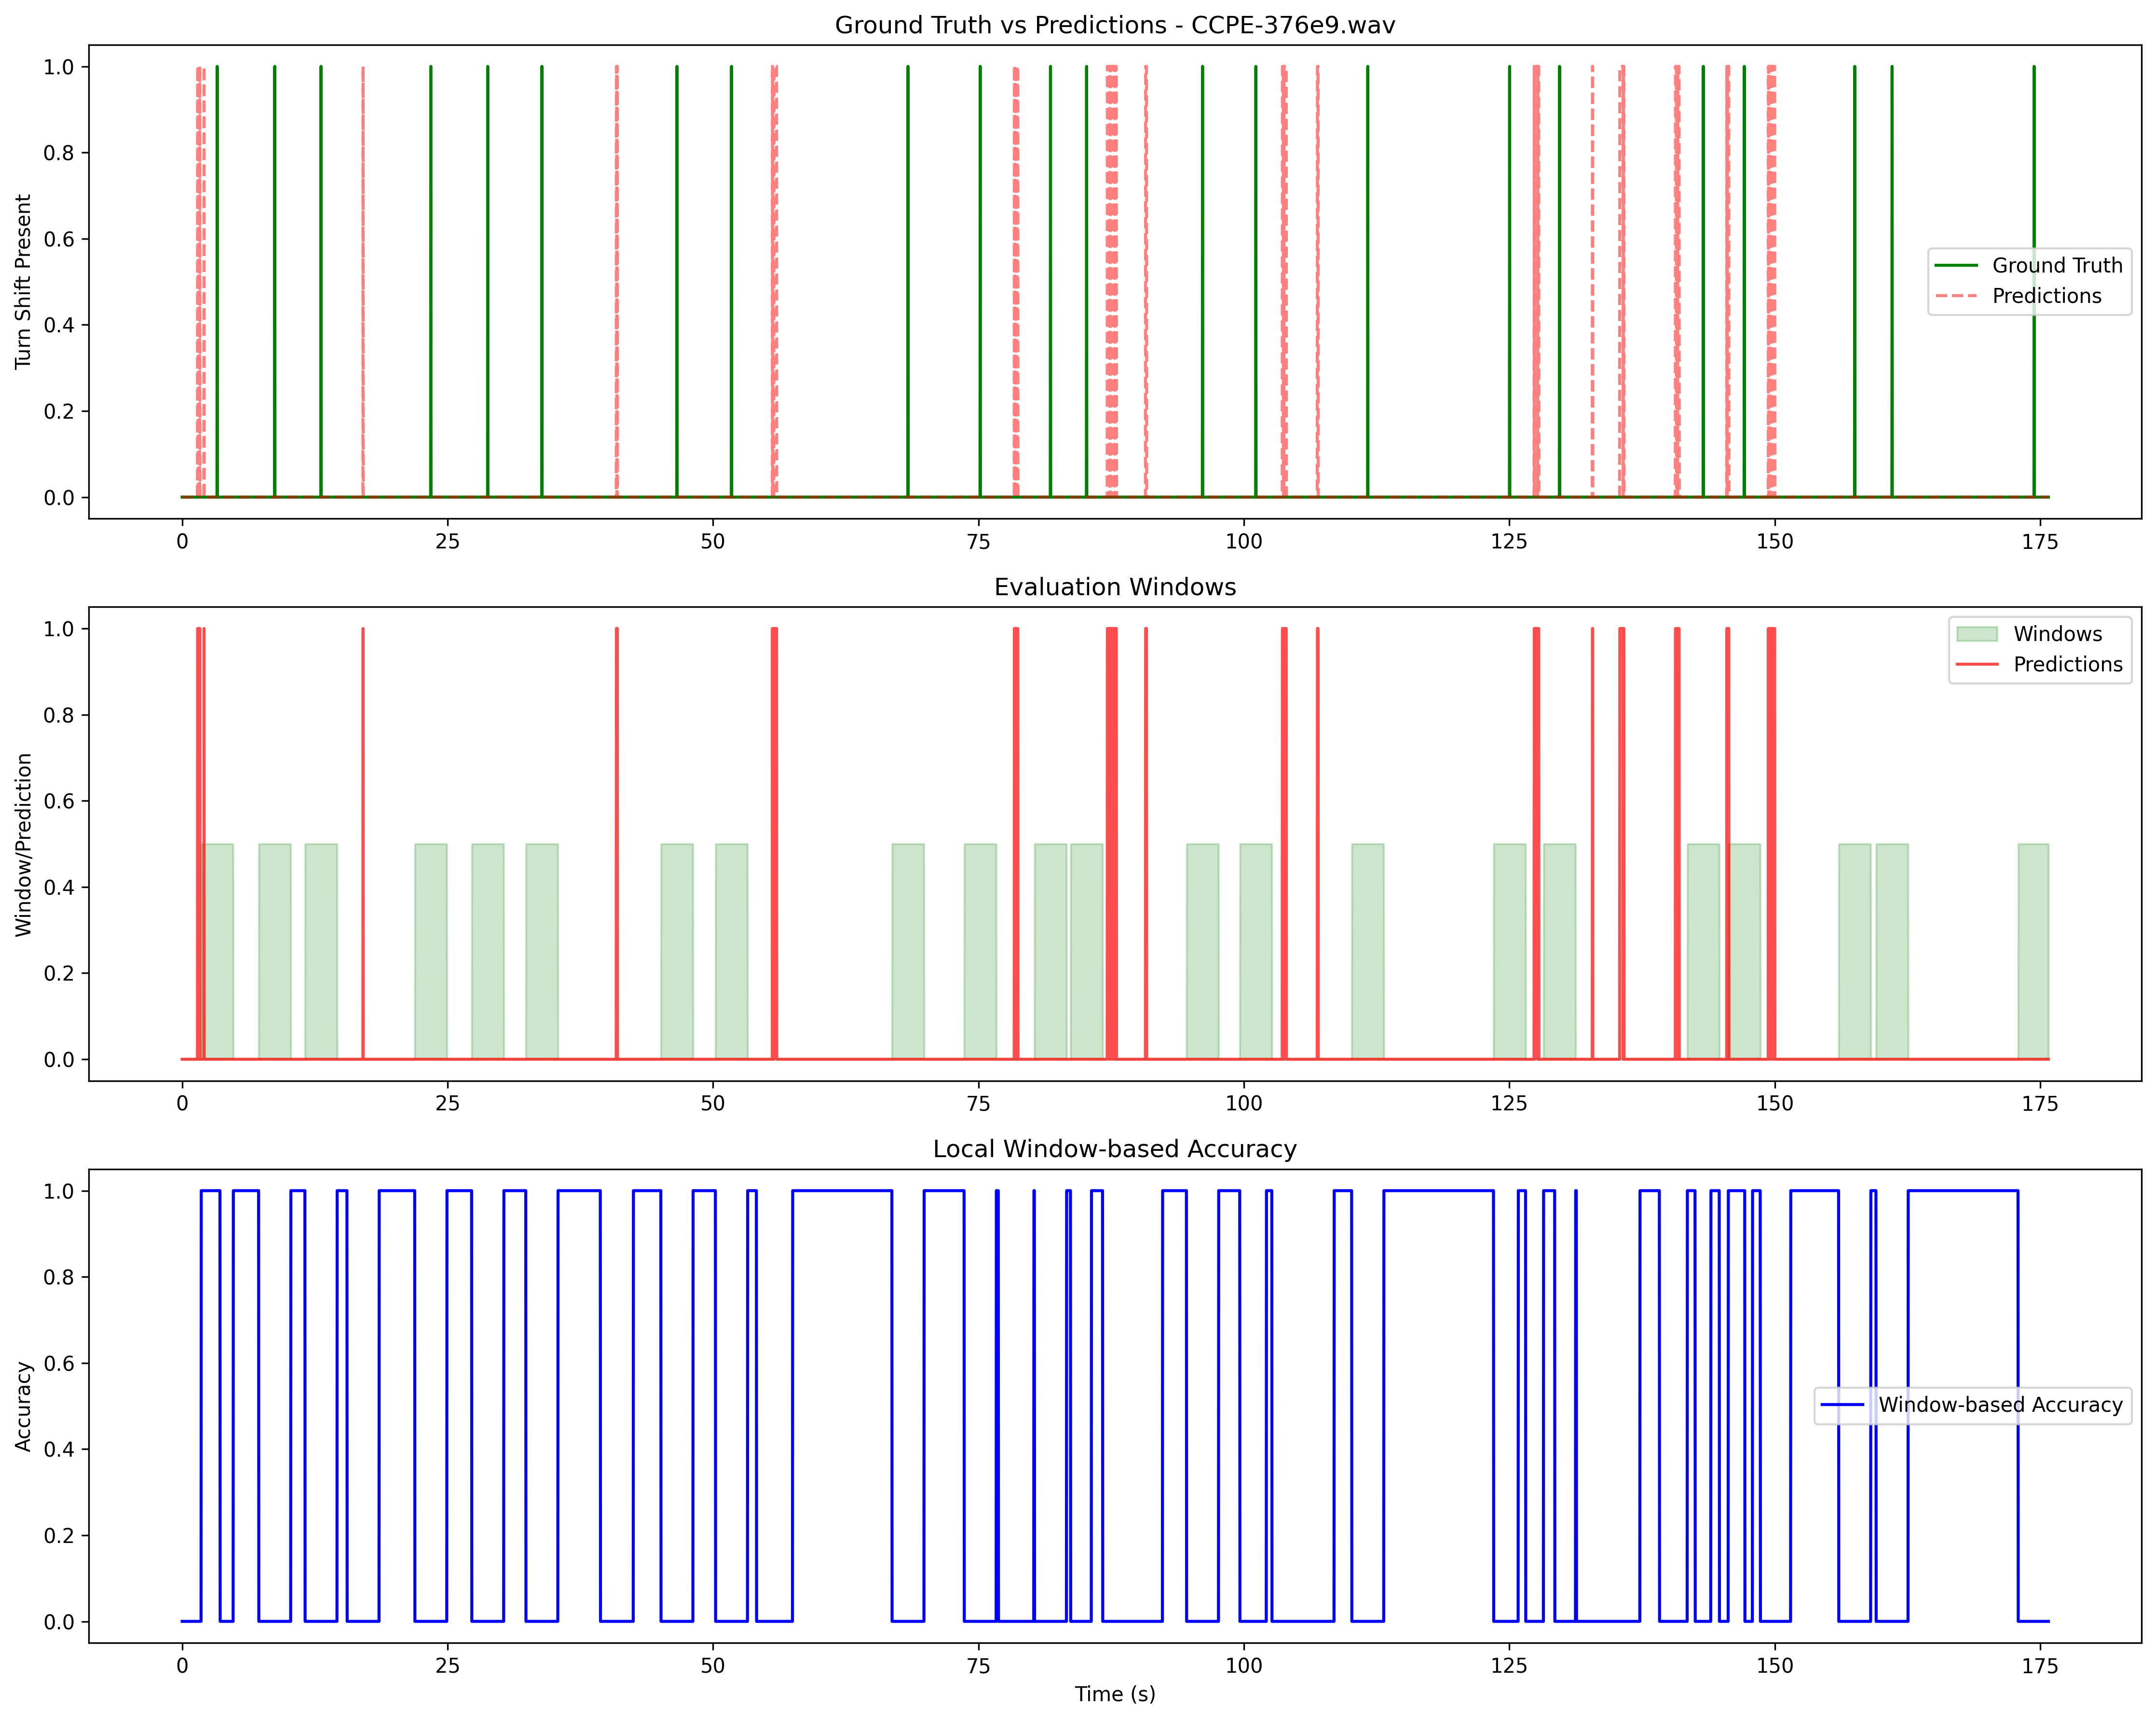 Ground Truth vs Predictions - CCPE-376e9.wav
1.0
0.8
0.6
0.4
0.2
0.0
Turn Shift Present
Ground Truth
Predictions
0 25 50 75 100 125 150 175
Evaluation Windows
1.0
0.8
0.6
0.4
0.2
0.0
Window/Prediction
Windows
Predictions
0 25 50 75 100 125 150 175
Local Window-based Accuracy
1.0
0.8
0.6
0.4
0.2
0.0
Accuracy
Window-based Accuracy
0 25 50 75 100 125 150 175
Time (s)